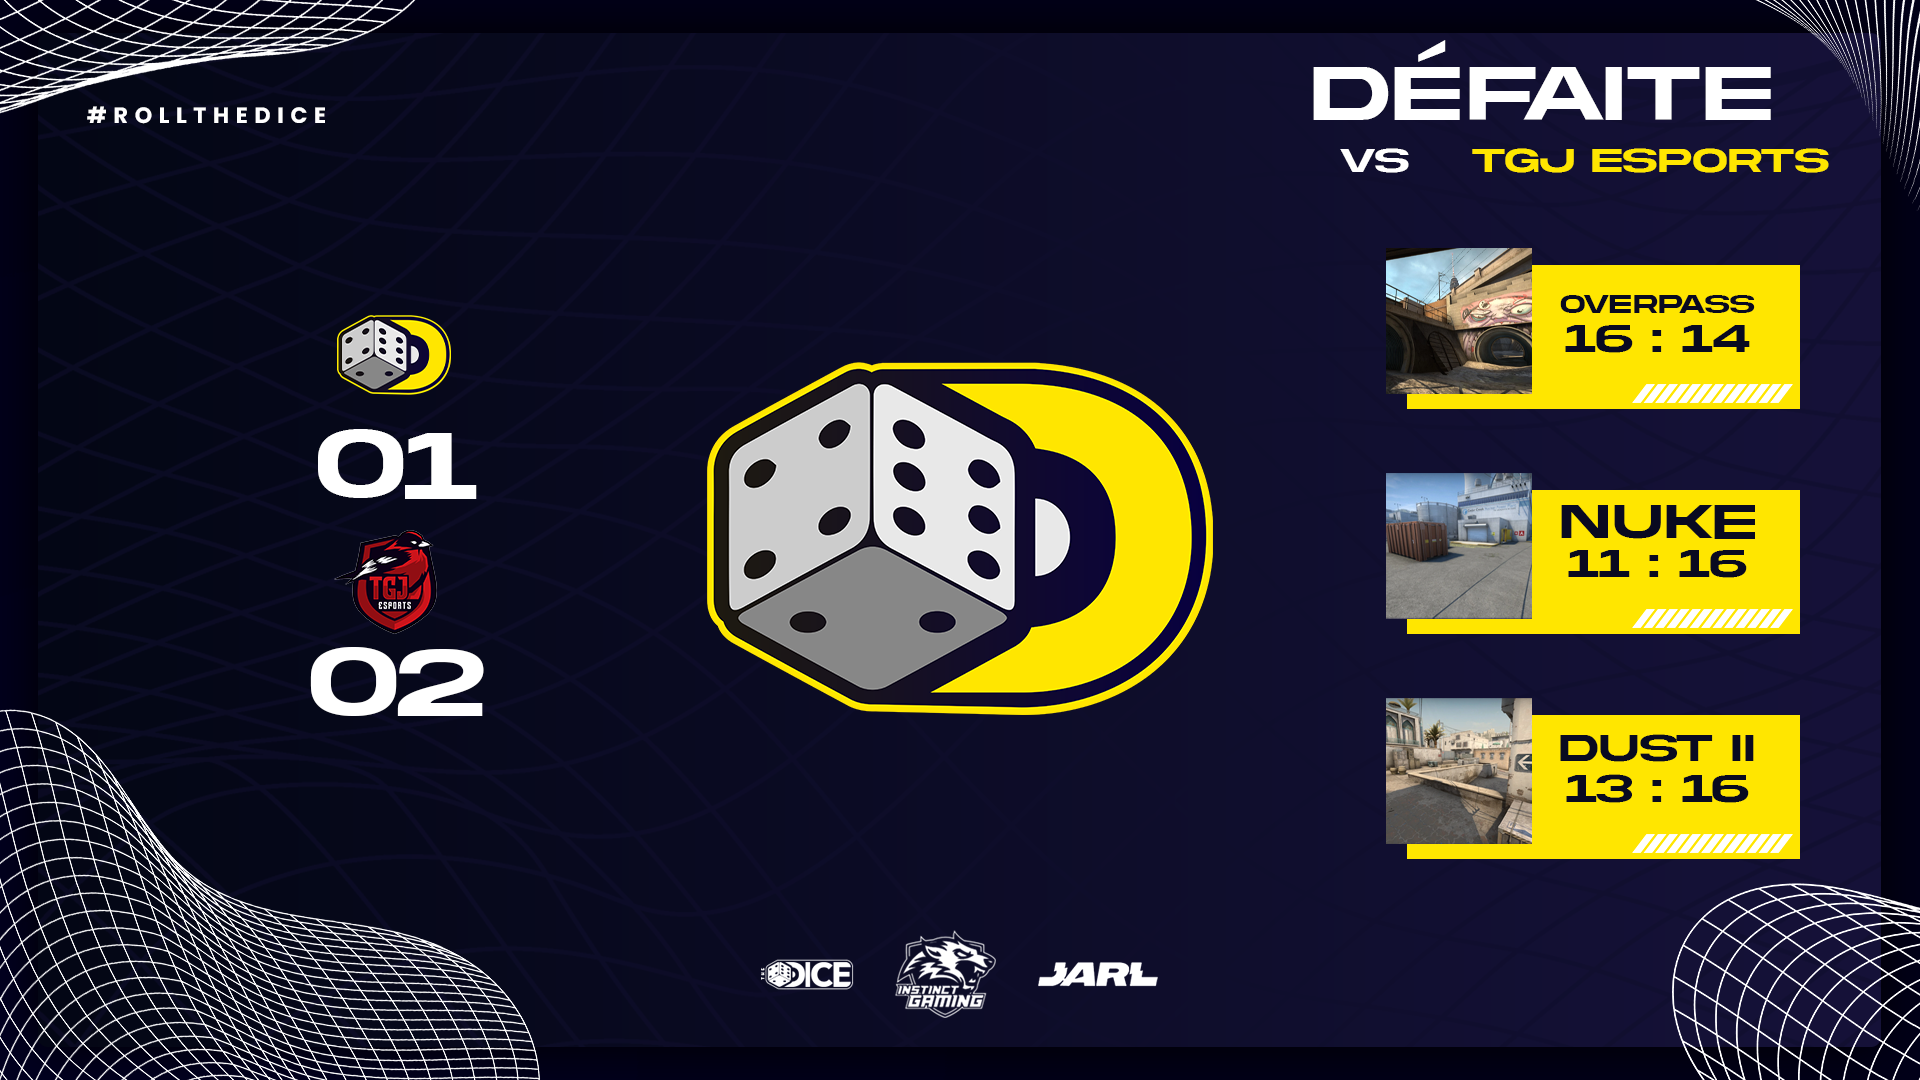 #ROLLTHEDICE
DÉFAITE
VS TGJ ESPORTS
01
TGJ
ESPORTS
02
OVERPASS
16 : 14
NUKE
11 : 16
DUST II
13 : 16
THE DICE
INSTINCT
GAMING
JARL